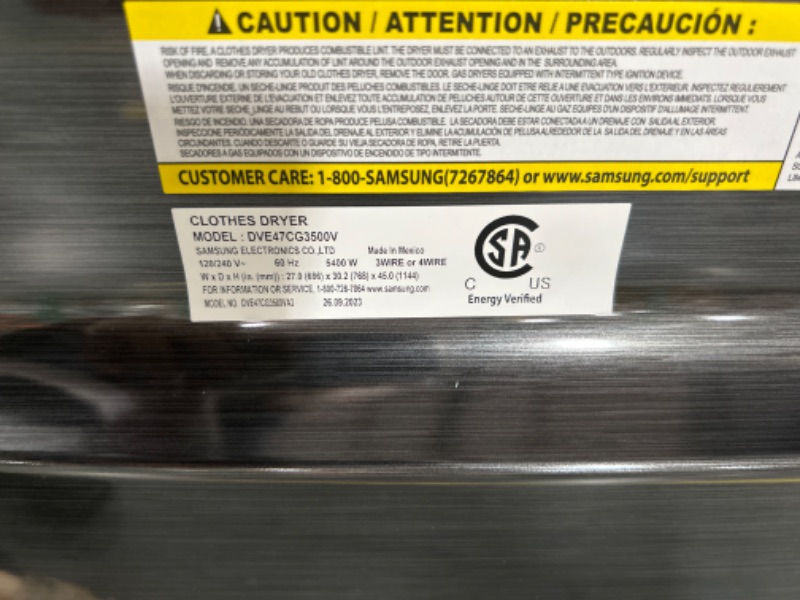 CAUTION / ATTENTION / PRECAUCIÓN :
RISK OF FIRE. A CLOTHES DRYER PRODUCES COMBUSTIBLE LINT. THE DRYER MUST BE CONNECTED TO AN EXHAUST TO THE OUTDOORS. REGULARLY INSPECT THE OUTDOOR EXHAUST
OPENING AND REMOVE ANY ACCUMULATION OF LINT AROUND THE OUTDOOR EXHAUST OPENING AND IN THE SURROUNDING AREA.
WHEN DISCARDING OR STORING YOUR OLD CLOTHES DRYER, REMOVE THE DOOR. GAS DRYERS EQUIPPED WITH INTERMITTENT TYPE IGNITION DEVICE.
RISQUE D'INCENDIE. UN SECHE-LINGE PRODUIT DES PELUCHES COMBUSTIBLES. LE SECHE-LINGE DOIT ETRE RELIE A UNE EVACUATION VERS L'EXTERIEUR. INSPECTEZ REGULIEREMENT
L'OUVERTURE EXTERNE DE L'EVACUATION ET ENLEVEZ TOUTE ACCUMULATION DE PELUCHES AUTOUR DE CETTE OUVERTURE ET DANS LES ENVIRONS IMMEDIATS. LORSQUE VOUS
METTEZ VOTRE SECHE_LINGE AU REBUT OU LORSQUE VOUS L'ENTREPOSEZ, ENLEVEZ LA PORTE. SECHE-LINGE AU GAZ EQUIPES D'UN DISPOSITIF D'ALLUMAGE INTERMITTENT.
RIESGO DE INCENDIO, UNA SECADORA DE ROPA PRODUCE PELUSA COMBUSTIBLE. LA SECADORA DEBE ESTAR CONECTADA A UN DRENAJE CON SALIDA AL EXTERIOR.
INSPECCIONE PERIÓDICAMENTE LA SALIDA DEL DRENAJE AL EXTERIOR Y ELIMINE LA ACUMULACIÓN DE PELUSA ALREDEDOR DE LA SALIDA DEL DRENAJE Y EN LAS ÁREAS
CIRCUNDANTES. CUANDO DESCARTE O GUARDE SU VIEJA SECADORA DE ROPA, RETIRE LA PUERTA.
SECADORES A GAS EQUIPADOS CON UN DISPOSITIVO DE ENCENDIDO DE TIPO INTERMITENTE.
CUSTOMER CARE: 1-800-SAMSUNG(7267864) or www.samsung.com/support
CLOTHES DRYER
MODEL : DVE47CG3500V
SAMSUNG ELECTRONICS CO.,LTD Made in Mexico
120/240 V~ 60 Hz 5400 W 3WIRE or 4WIRE
W x D x H (in. (mm)) : 27.0 (686) x 30.2 (768) x 45.0 (1144)
FOR INFORMATION OR SERVICE, 1-800-726-7864 www.samsung.com
MODEL NO. DVE47CG3500VA3 26.09.2023
SA
C US
Energy Verified